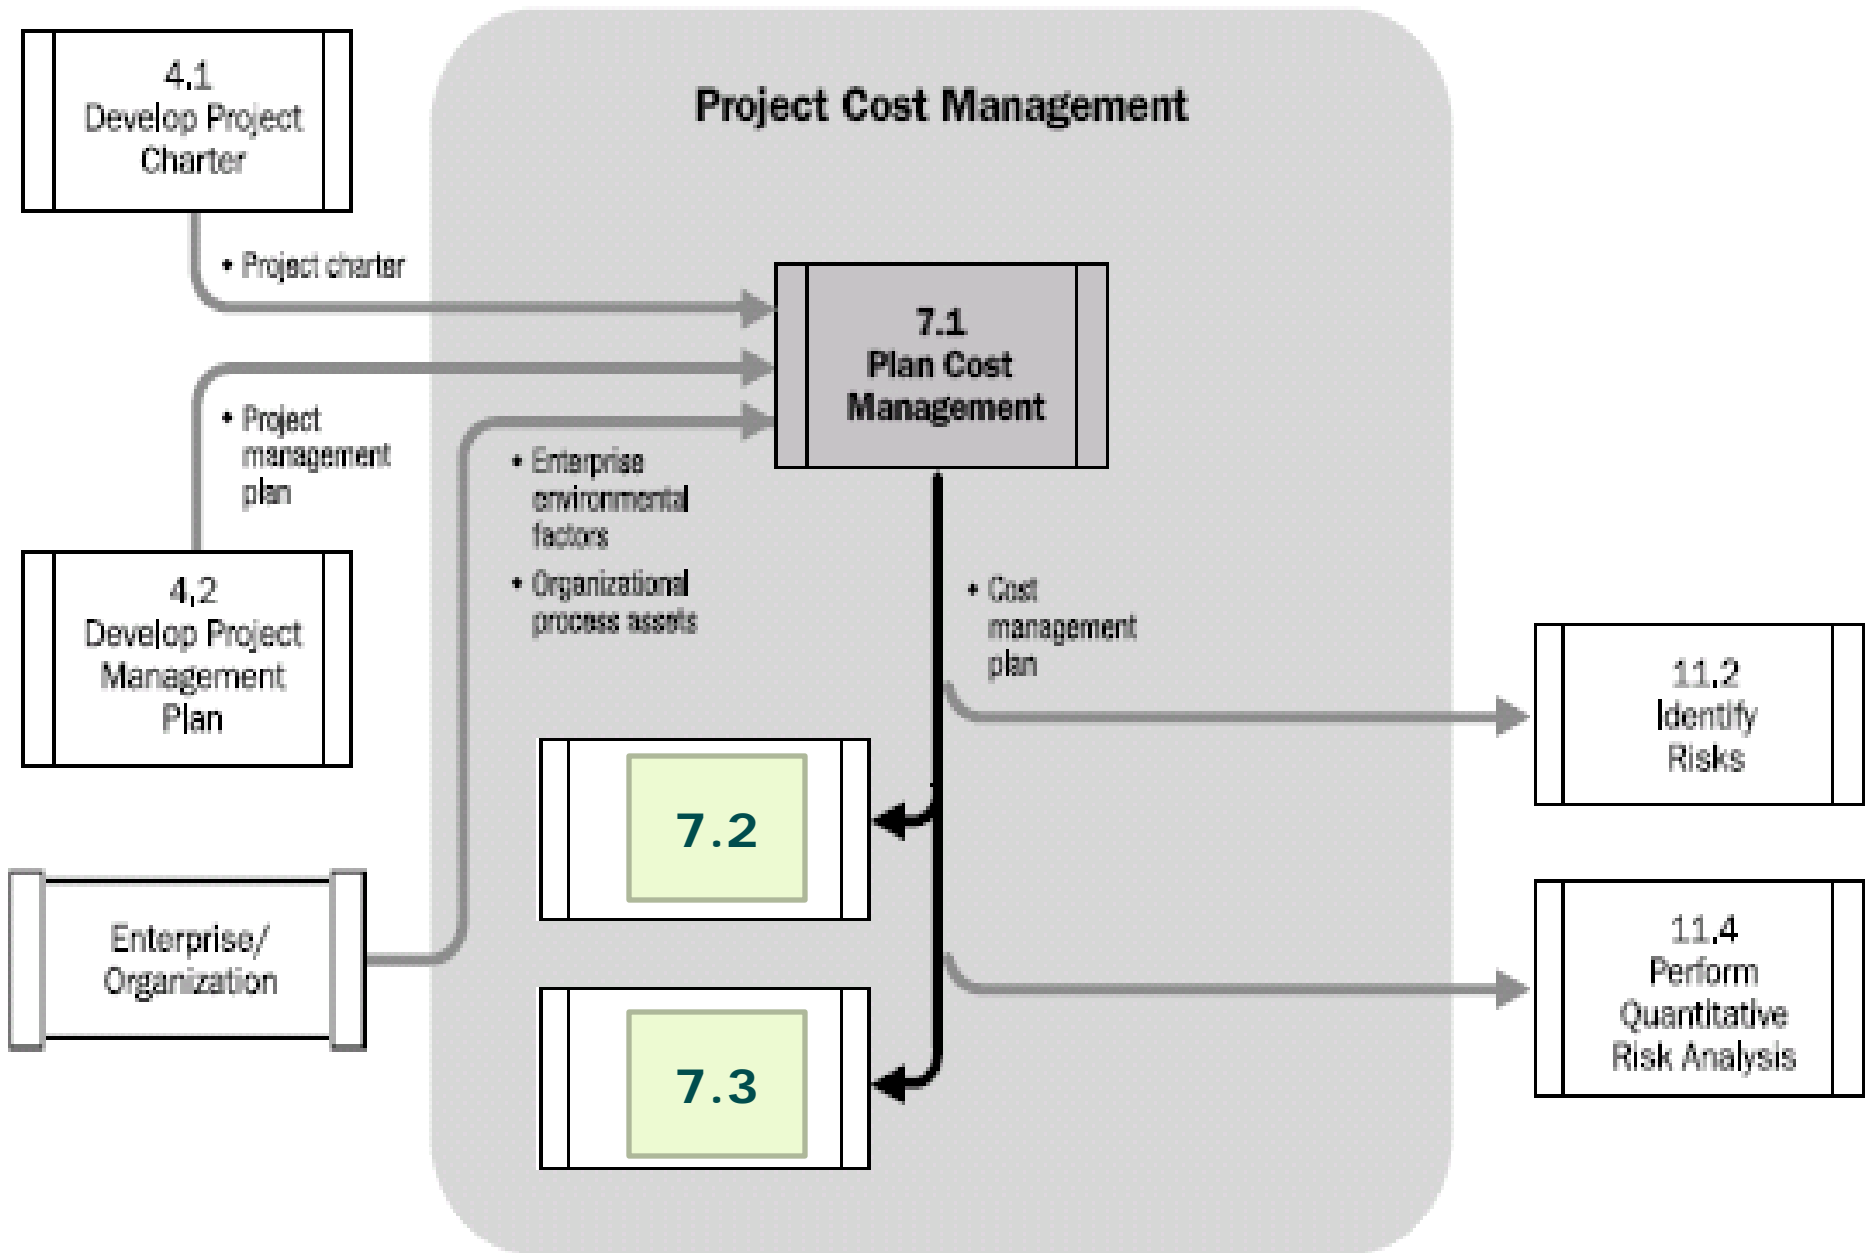 Project Cost Management
4.1
Develop Project
Charter
• Project charter
7.1
Plan Cost
Management
• Project
management
plan
• Enterprise
environmental
factors
• Organizational
process assets
4.2
Develop Project
Management
Plan
• Cost
management
plan
11.2
Identify
Risks
7.2
Enterprise/
Organization
11.4
Perform
Quantitative
Risk Analysis
7.3